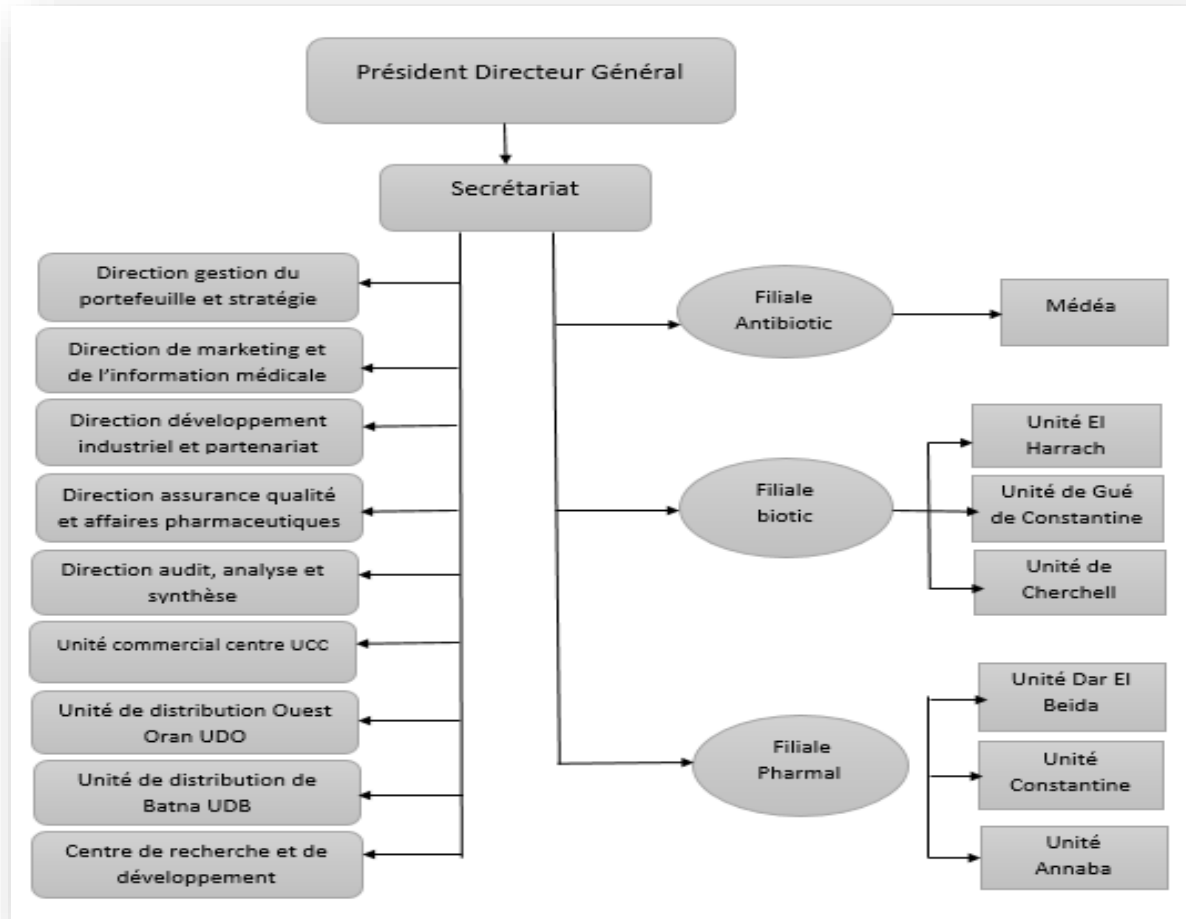 Président Directeur Général
Secrétariat
Direction gestion du
portefeuille et stratégie
Direction de marketing et
de l'information médicale
Direction développement
industriel et partenariat
Direction assurance qualité
et affaires pharmaceutiques
Direction audit, analyse et
synthèse
Unité commercial centre UCC
Unité de distribution Ouest
Oran UDO
Unité de distribution de
Batna UDB
Centre de recherche et de
développement
Filiale
Antibiotic
Médéa
Filiale
biotic
Unité El
Harrach
Unité de Gué
de Constantine
Unité de
Cherchell
Filiale
Pharmal
Unité Dar El
Beida
Unité
Constantine
Unité
Annaba